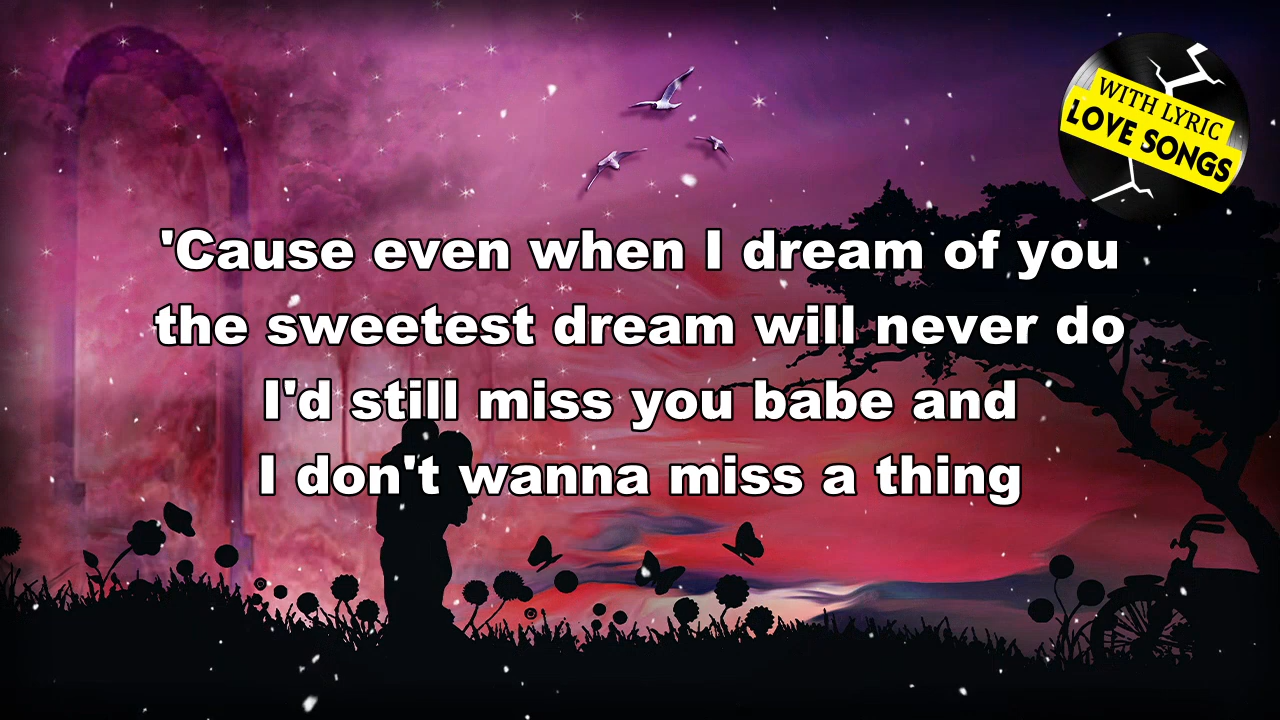 WITH LYRIC
LOVE SONGS
'Cause even when I dream of you
the sweetest dream will never do
I'd still miss you babe and
I don't wanna miss a thing